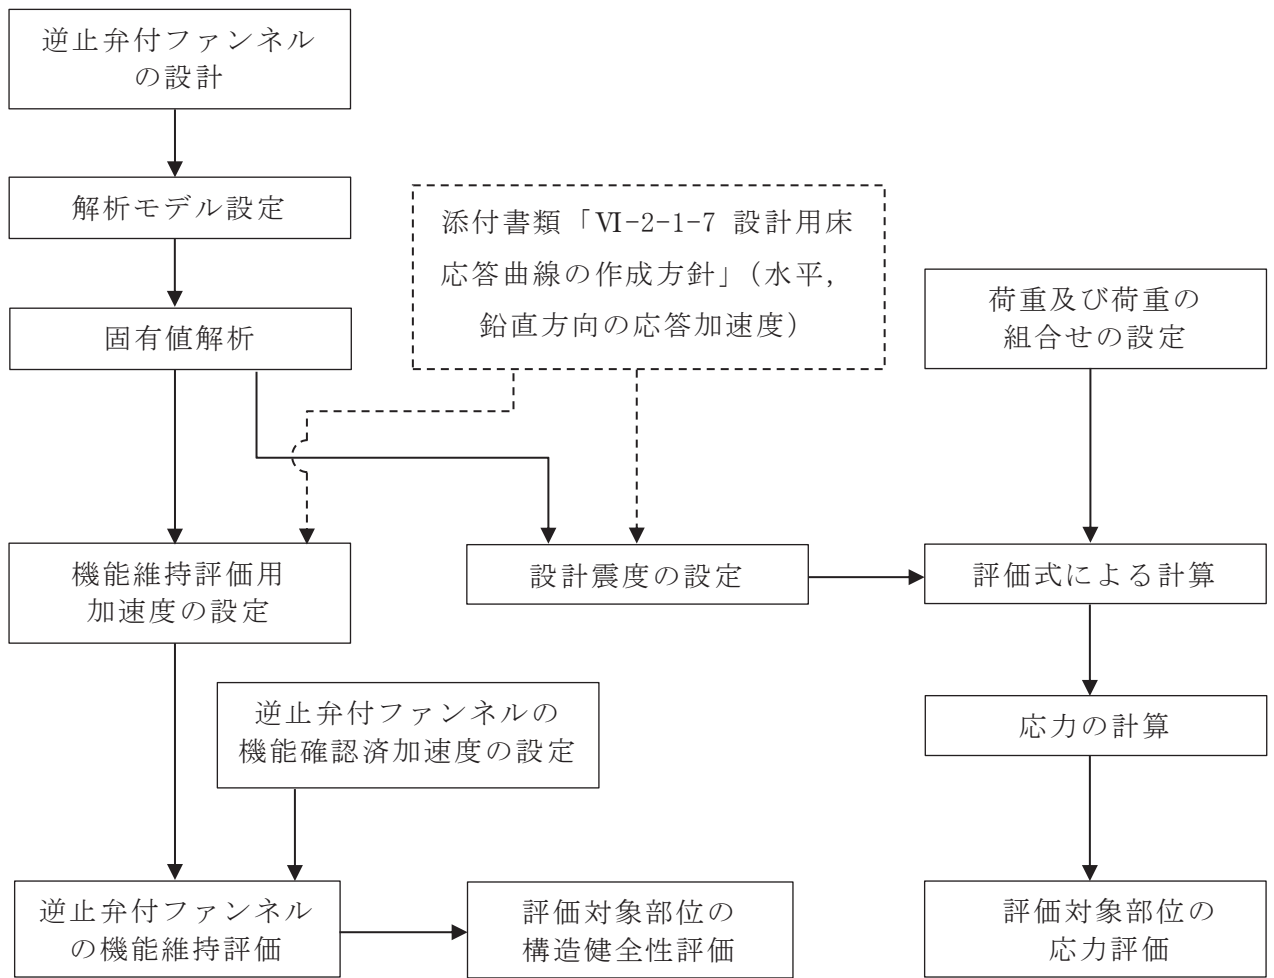 逆止弁付ファンネル
の設計
解析モデル設定
添付書類「Ⅵ-2-1-7 設計用床
応答曲線の作成方針」（水平，
鉛直方向の応答加速度）
荷重及び荷重の
組合せの設定
固有値解析
機能維持評価用
加速度の設定
設計震度の設定
評価式による計算
逆止弁付ファンネルの
機能確認済加速度の設定
応力の計算
逆止弁付ファンネル
の機能維持評価
評価対象部位の
構造健全性評価
評価対象部位の
応力評価